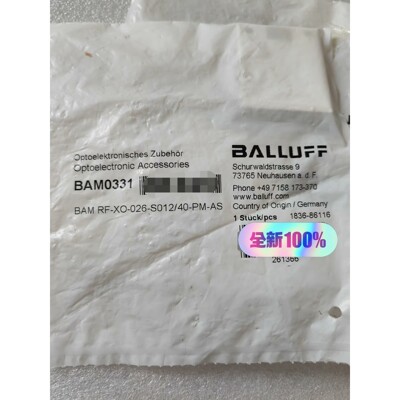 Optoelektronisches Zubehör
Optoelectronic Accessories
BAM0331
BAM RF-XO-026-S012/40-PM-AS
BALLUFF
Schurwaldstrasse 9
73765 Neuhausen a. d. F.
Phone +49 7158 173-370
www.balluff.com
Country of Origin / Germany
1 Stuck/pcs 1836-86116
全新100%
261366